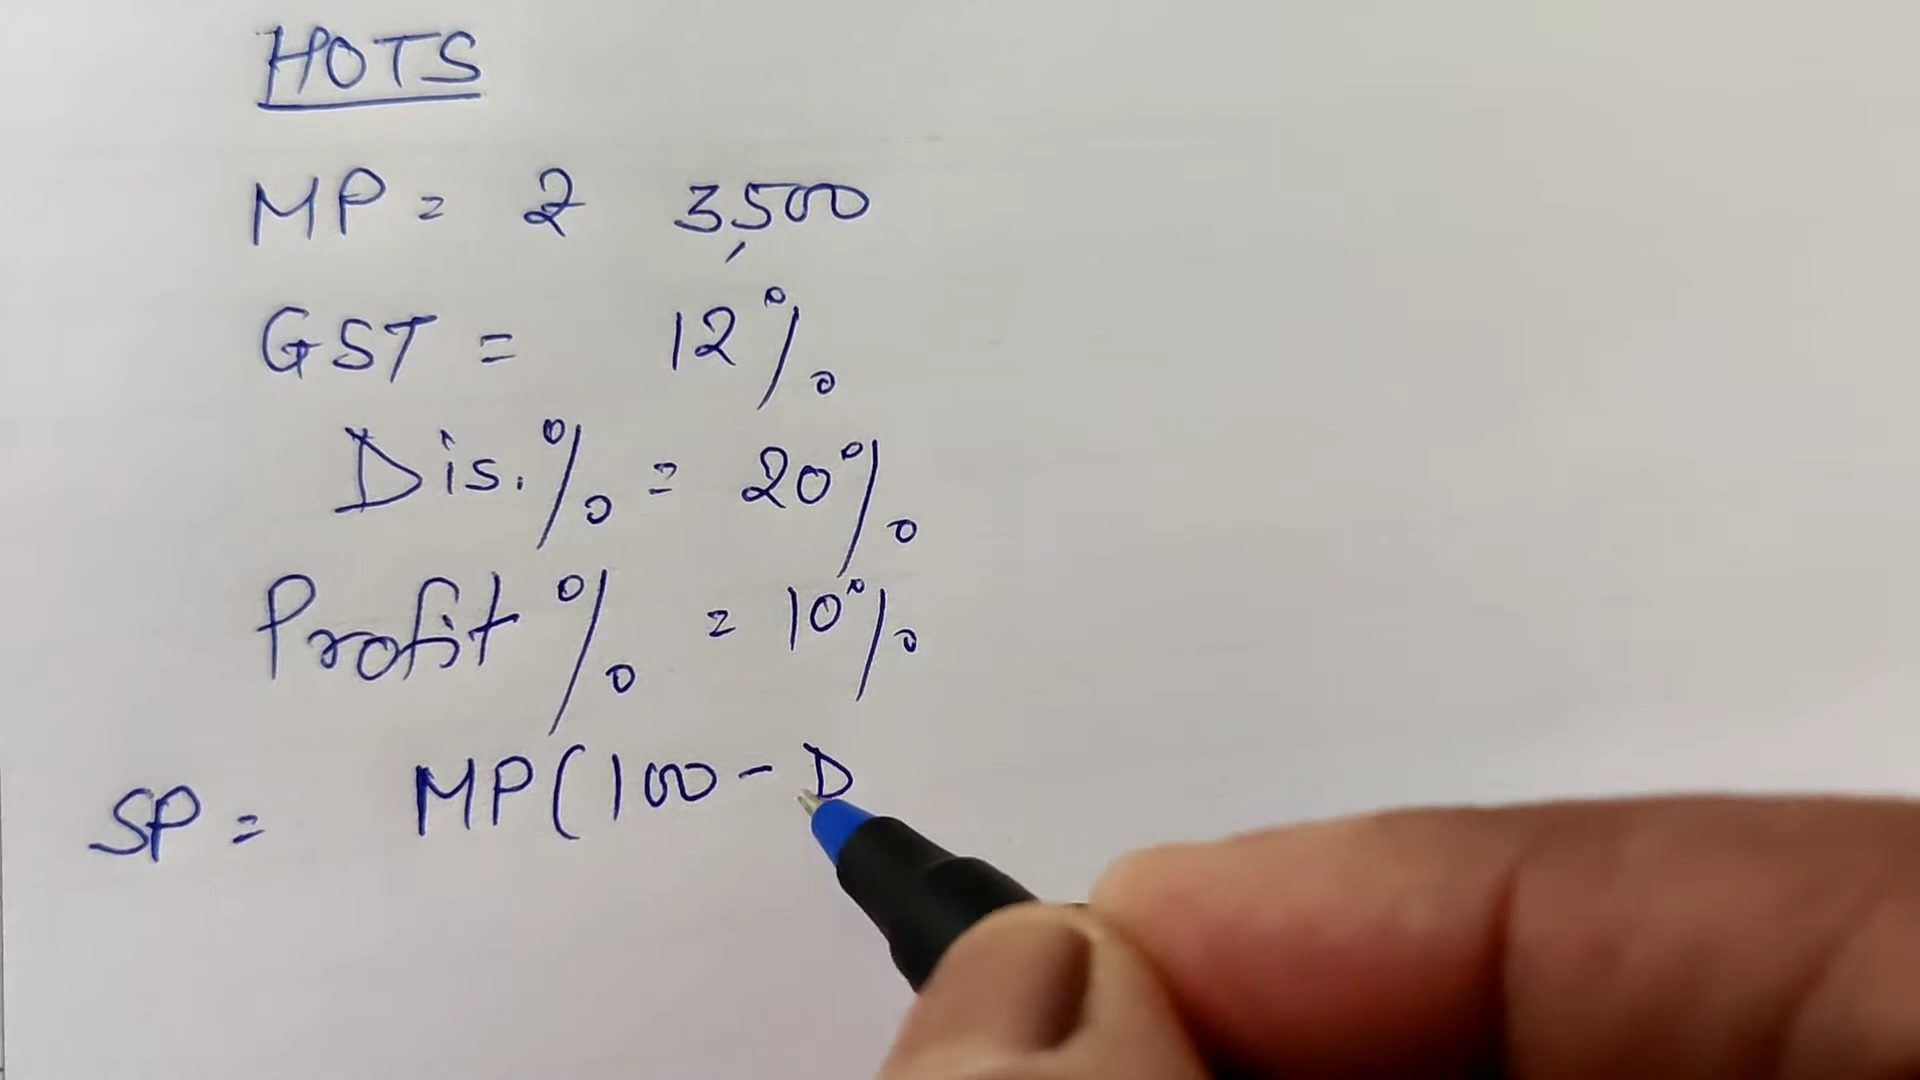 HOTS
MP = ₹ 3,500
GST = 12%
Dis.% = 20%
Profit % = 10%
SP = MP(100 - D